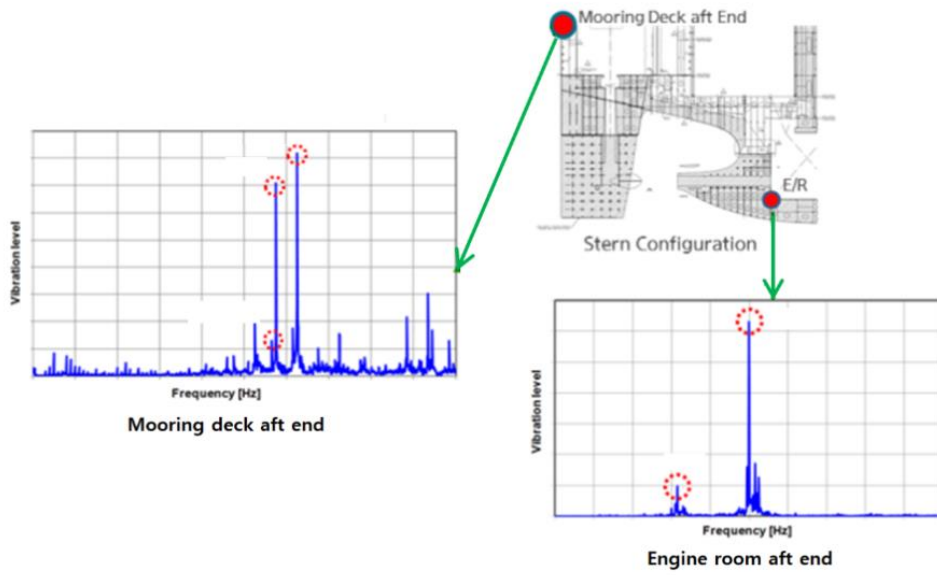 Mooring Deck aft End
E/R
Stern Configuration
Vibration level
Frequency [Hz]
Mooring deck aft end
Vibration level
Frequency [Hz]
Engine room aft end